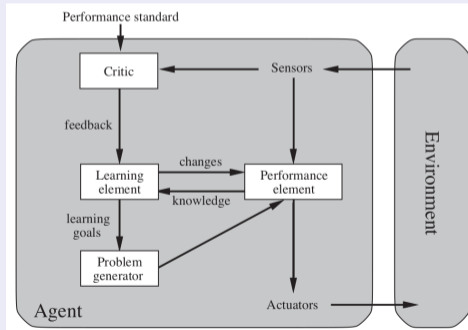 Performance standard
Critic
Sensors
feedback
changes
Learning
element
Performance
element
knowledge
learning
goals
Problem
generator
Agent
Actuators
Environment